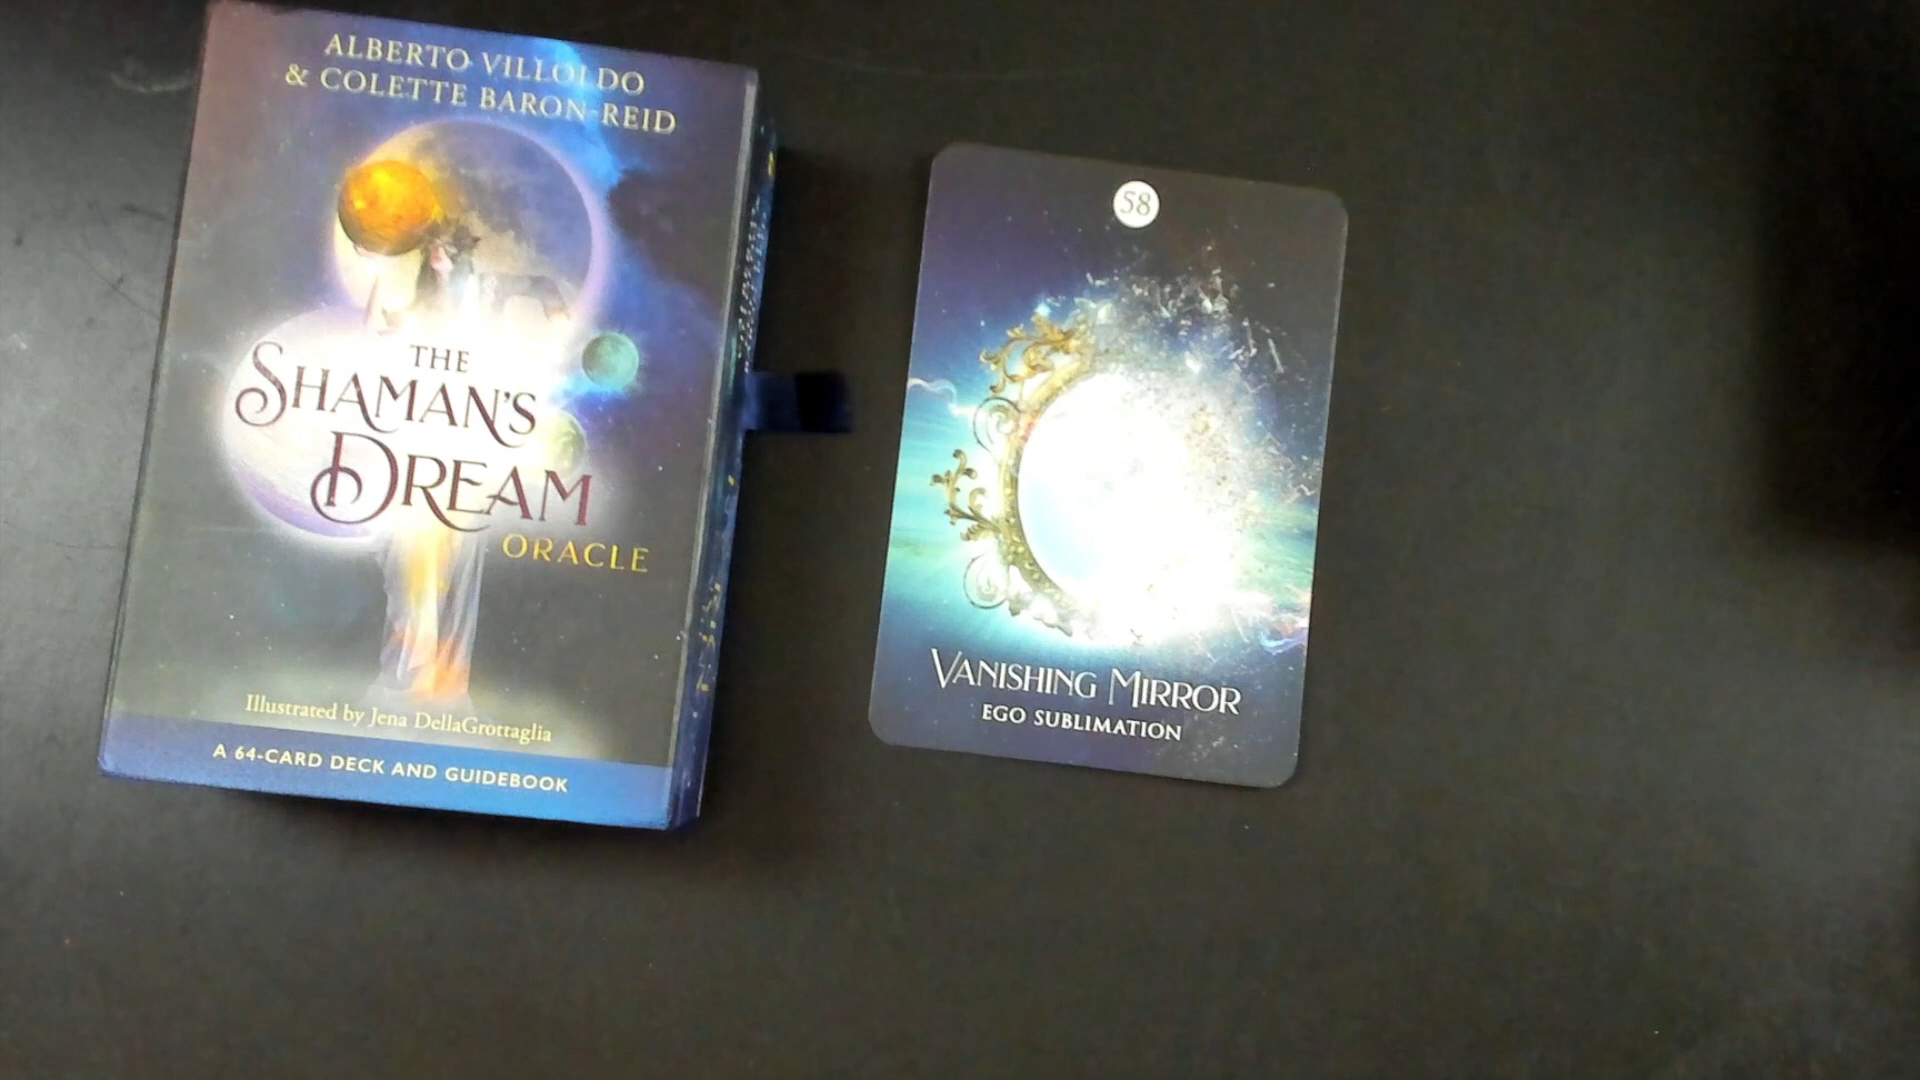 ALBERTO VILLOLDO
& COLETTE BARON-REID
THE
SHAMAN'S
DREAM
ORACLE
Illustrated by Jena DellaGrottaglia
A 64-CARD DECK AND GUIDEBOOK
58
VANISHING MIRROR
EGO SUBLIMATION